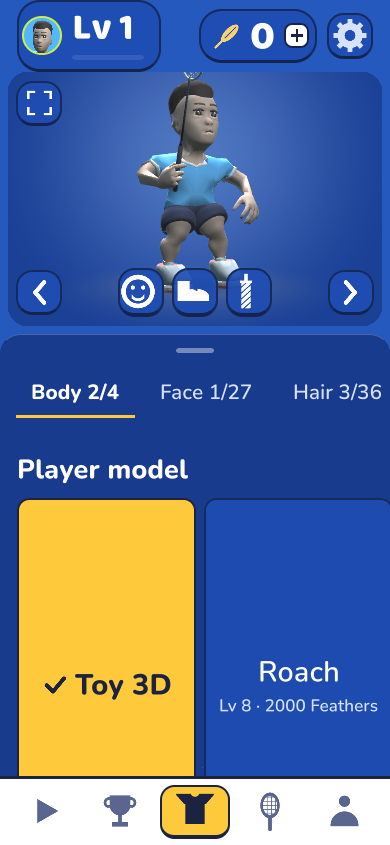 Lv 1
0
Body 2/4
Face 1/27
Hair 3/36
Player model
Toy 3D
Roach
Lv 8 · 2000 Feathers